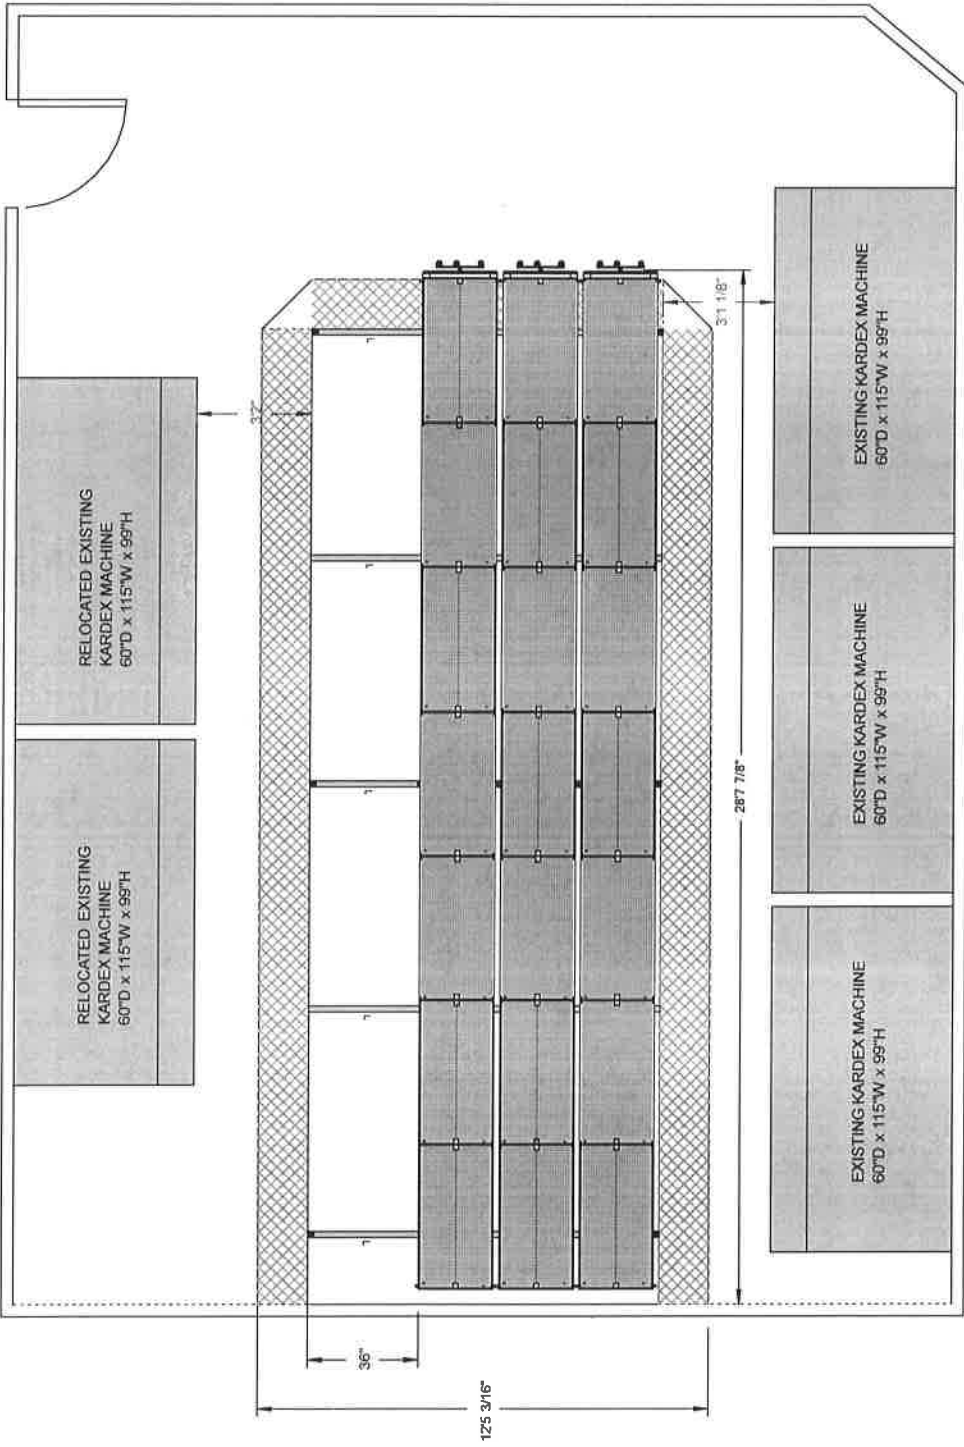 RELOCATED EXISTING
KARDEX MACHINE
60"D x 115"W x 99"H
RELOCATED EXISTING
KARDEX MACHINE
60"D x 115"W x 99"H
EXISTING KARDEX MACHINE
60"D x 115"W x 99"H
EXISTING KARDEX MACHINE
60"D x 115"W x 99"H
EXISTING KARDEX MACHINE
60"D x 115"W x 99"H
3'1 1/8"
28'7 7/8"
36"
12'5 3/16"